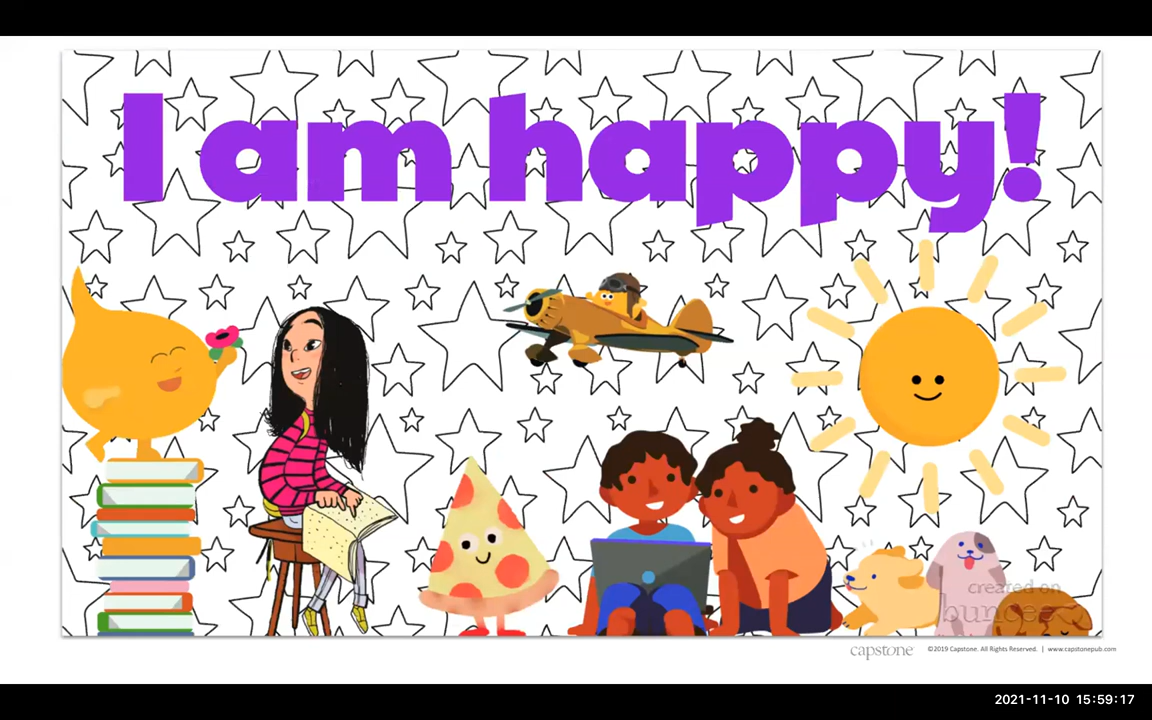 I am happy!
created on
buncee
capstone
©2019 Capstone. All Rights Reserved. | www.capstonepub.com
2021-11-10 15:59:17